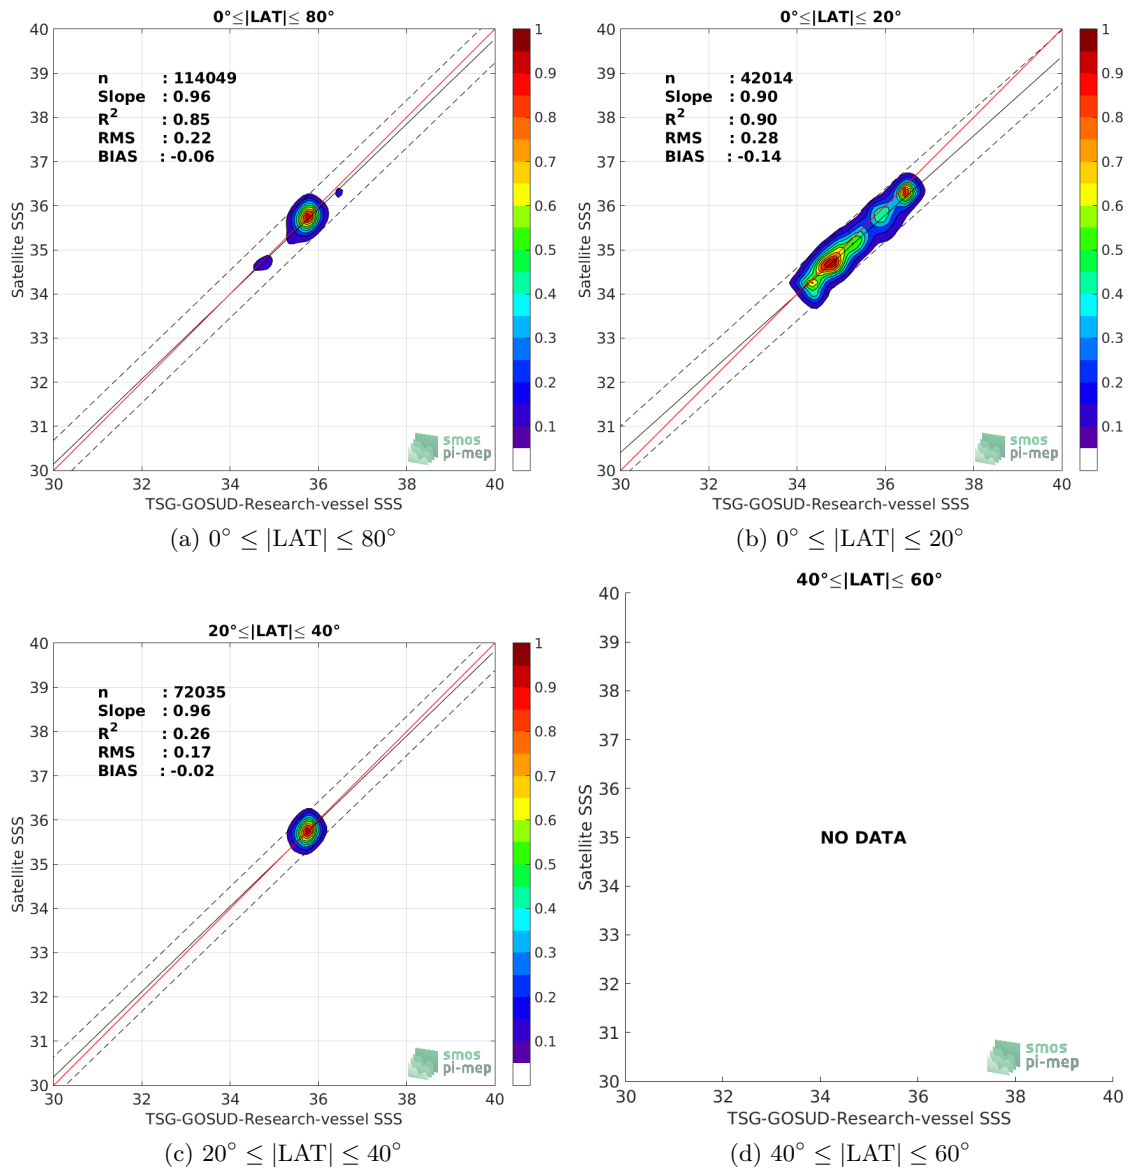 0°≤|LAT|≤ 80°
40
39
38
37
36
35
34
33
32
31
30
Satellite SSS
n : 114049
Slope : 0.96
R2 : 0.85
RMS : 0.22
BIAS : -0.06
smos
pi-mep
30 32 34 36 38 40
TSG-GOSUD-Research-vessel SSS
1
0.9
0.8
0.7
0.6
0.5
0.4
0.3
0.2
0.1
(a) 0° ≤ |LAT| ≤ 80°
0°≤|LAT|≤ 20°
40
39
38
37
36
35
34
33
32
31
30
Satellite SSS
n : 42014
Slope : 0.90
R2 : 0.90
RMS : 0.28
BIAS : -0.14
smos
pi-mep
30 32 34 36 38 40
TSG-GOSUD-Research-vessel SSS
1
0.9
0.8
0.7
0.6
0.5
0.4
0.3
0.2
0.1
(b) 0° ≤ |LAT| ≤ 20°
20°≤|LAT|≤ 40°
40
39
38
37
36
35
34
33
32
31
30
Satellite SSS
n : 72035
Slope : 0.96
R2 : 0.26
RMS : 0.17
BIAS : -0.02
smos
pi-mep
30 32 34 36 38 40
TSG-GOSUD-Research-vessel SSS
1
0.9
0.8
0.7
0.6
0.5
0.4
0.3
0.2
0.1
(c) 20° ≤ |LAT| ≤ 40°
40°≤|LAT|≤ 60°
40
39
38
37
36
35
34
33
32
31
30
Satellite SSS
NO DATA
smos
pi-mep
30 32 34 36 38 40
TSG-GOSUD-Research-vessel SSS
(d) 40° ≤ |LAT| ≤ 60°